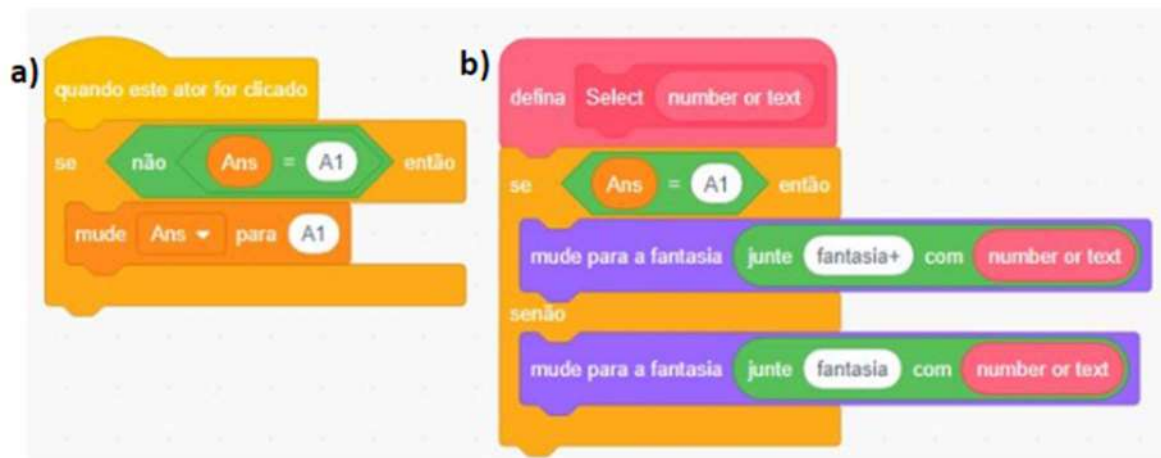 a)
quando este ator for clicado
se não Ans = A1 então
mude Ans para A1
b)
defina Select number or text
se Ans = A1 então
mude para a fantasia junte fantasia+ com number or text
senão
mude para a fantasia junte fantasia com number or text